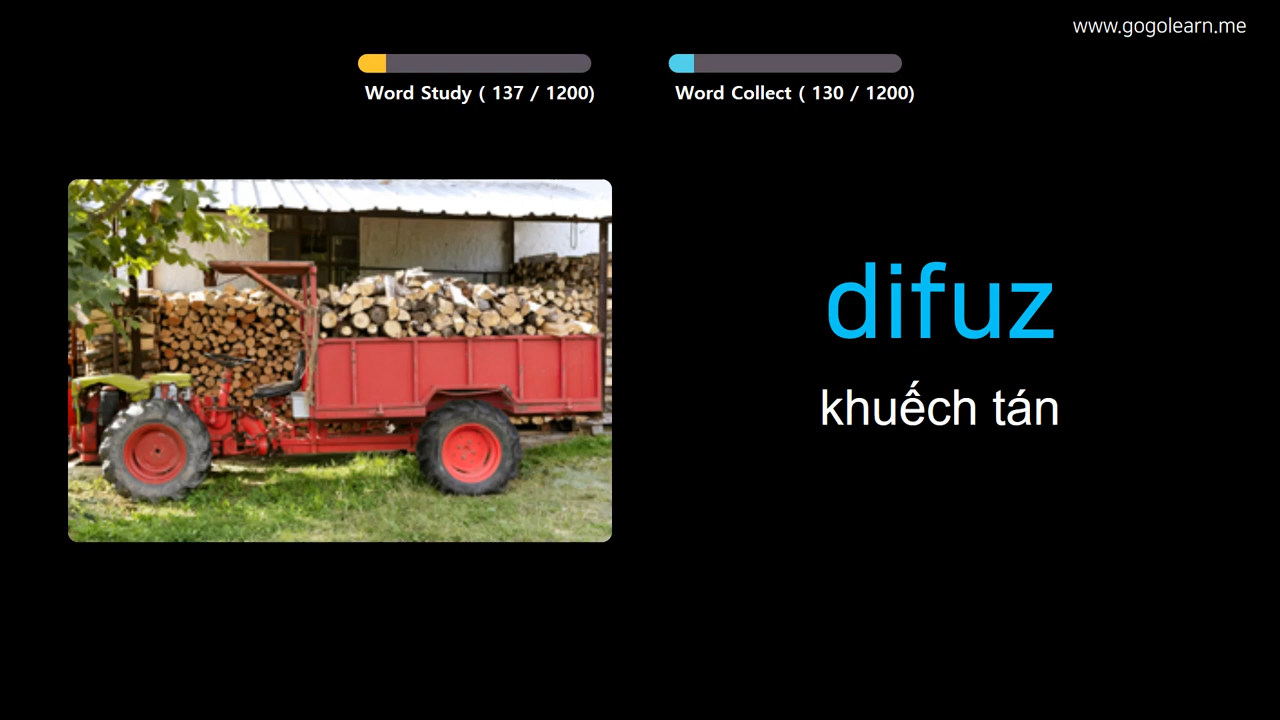 www.gogolearn.me
Word Study ( 137 / 1200)
Word Collect ( 130 / 1200)
difuz
khuếch tán